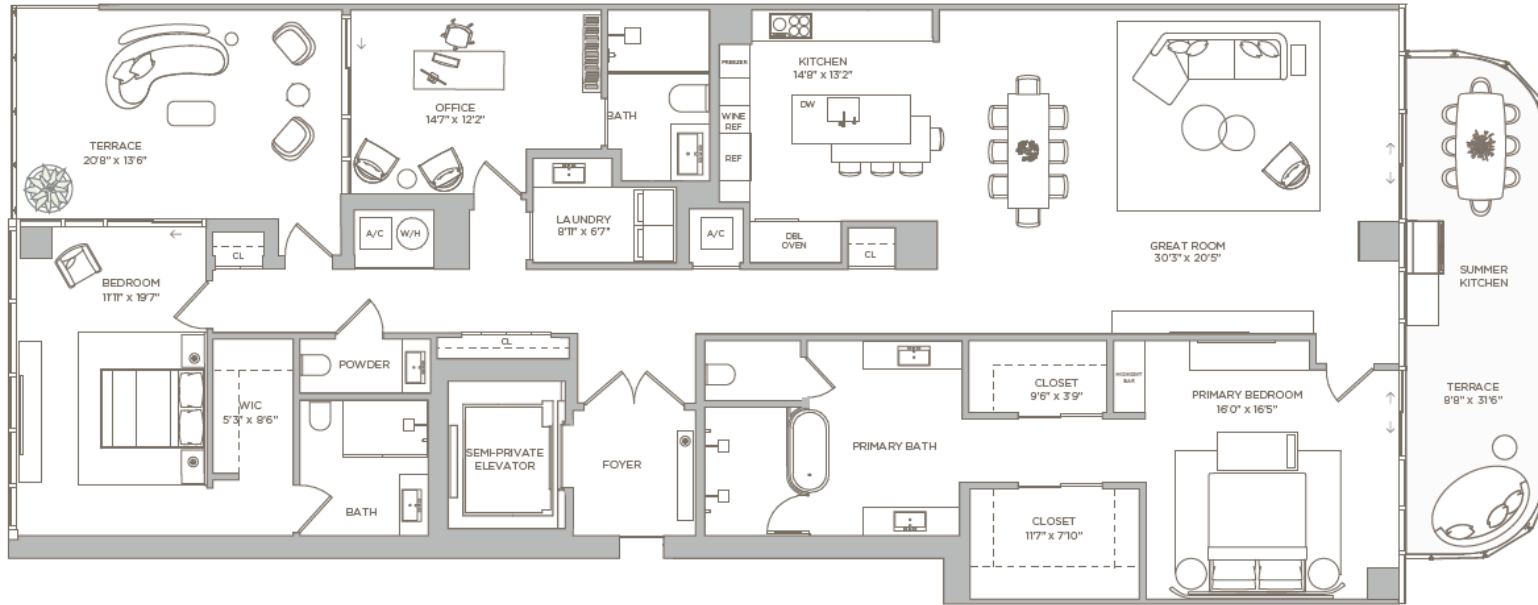 TERRACE
20'8" x 13'6"
OFFICE
14'7" x 12'2"
BATH
FREEZER
WINE
REF
REF
KITCHEN
14'8" x 13'2"
DW
LAUNDRY
8'11" x 6'7"
A/C
W/H
A/C
DBL
OVEN
CL
CL
GREAT ROOM
30'3" x 20'5"
SUMMER
KITCHEN
BEDROOM
11'11" x 19'7"
POWDER
CL
WIC
5'3" x 8'6"
BATH
SEMI-PRIVATE
ELEVATOR
FOYER
PRIMARY BATH
CLOSET
9'6" x 3'9"
MIDNIGHT
BAR
PRIMARY BEDROOM
16'0" x 16'5"
TERRACE
8'8" x 31'6"
CLOSET
11'7" x 7'10"